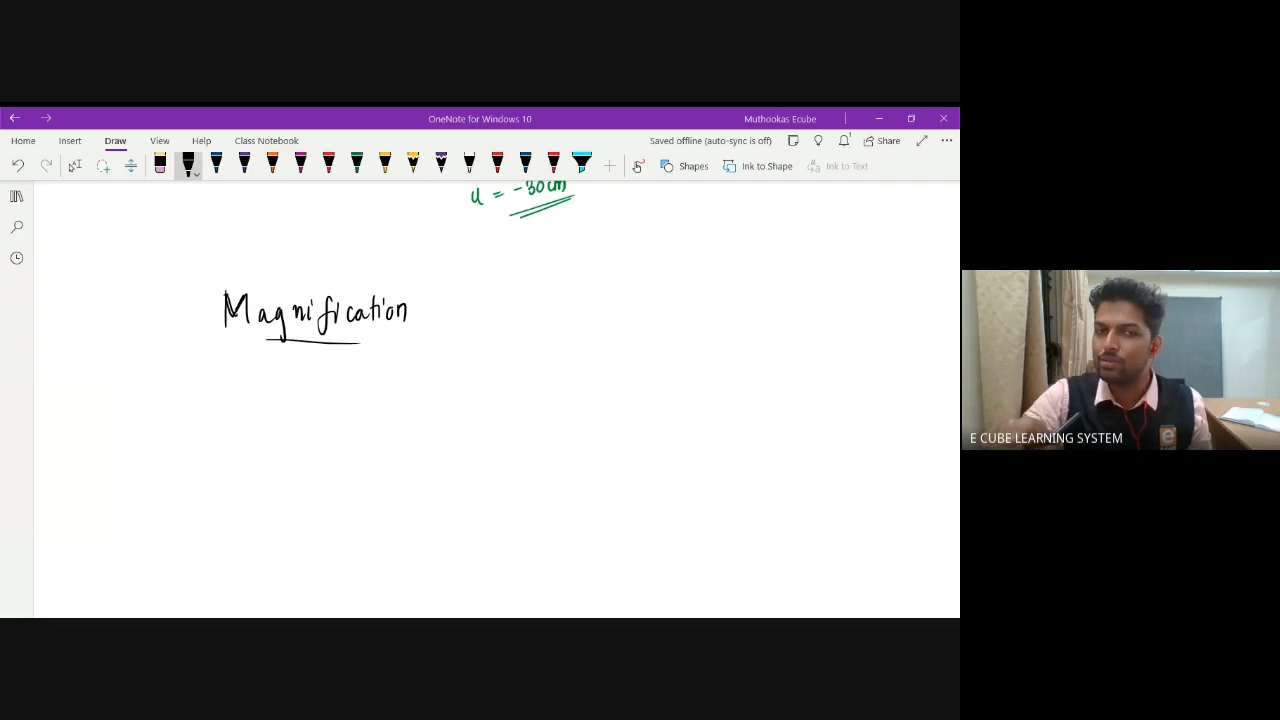 OneNote for Windows 10
Muthookas Ecube
Home Insert Draw View Help Class Notebook
Saved offline (auto-sync is off)
1
Share
Shapes
Ink to Shape
Ink to Text
u = -30cm
Magnification
E CUBE LEARNING SYSTEM
e